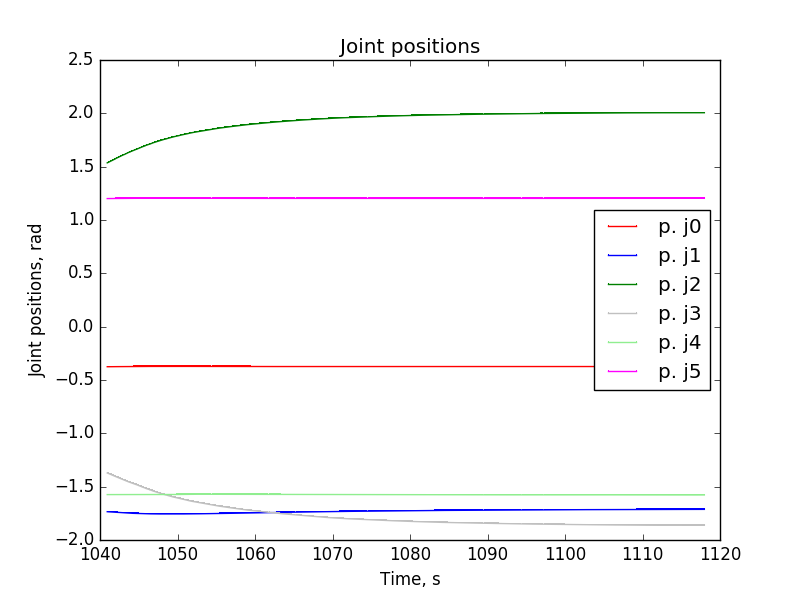 Joint positions
2.5
2.0
1.5
1.0
0.5
0.0
−0.5
−1.0
−1.5
−2.0
Joint positions, rad
p. j0
p. j1
p. j2
p. j3
p. j4
p. j5
1040 1050 1060 1070 1080 1090 1100 1110 1120
Time, s